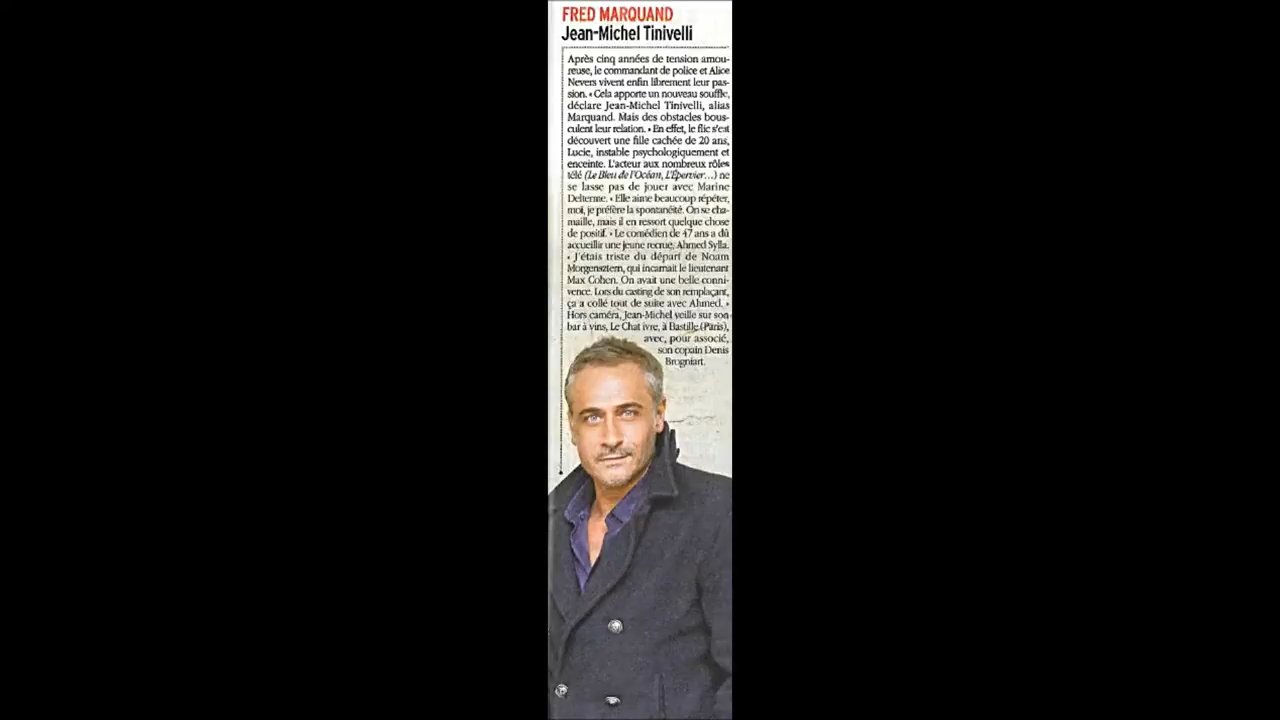 FRED MARQUAND
Jean-Michel Tinivelli
Après cinq années de tension amou-
reuse, le commandant de police et Alice
Nevers vivent enfin librement leur pas-
sion. « Cela apporte un nouveau souffle,
déclare Jean-Michel Tinivelli, alias
Marquand. Mais des obstacles bous-
culent leur relation. » En effet, le flic s'est
découvert une fille cachée de 20 ans,
Lucie, instable psychologiquement et
enceinte. L'acteur aux nombreux rôles
télé (Le Bleu de l'Océan, L'Épervier...) ne
se lasse pas de jouer avec Marine
Delterme. « Elle aime beaucoup répéter,
moi, je préfère la spontanéité. On se cha-
maille, mais il en ressort quelque chose
de positif. » Le comédien de 47 ans a dû
accueillir une jeune recrue, Ahmed Sylla.
« J'étais triste du départ de Noam
Morgensztern, qui incarnait le lieutenant
Max Cohen. On avait une belle conni-
vence. Lors du casting de son remplaçant,
ça a collé tout de suite avec Ahmed. »
Hors caméra, Jean-Michel veille sur son
bar à vins, Le Chat ivre, à Bastille (Paris),
avec, pour associé,
son copain Denis
Brogniart.